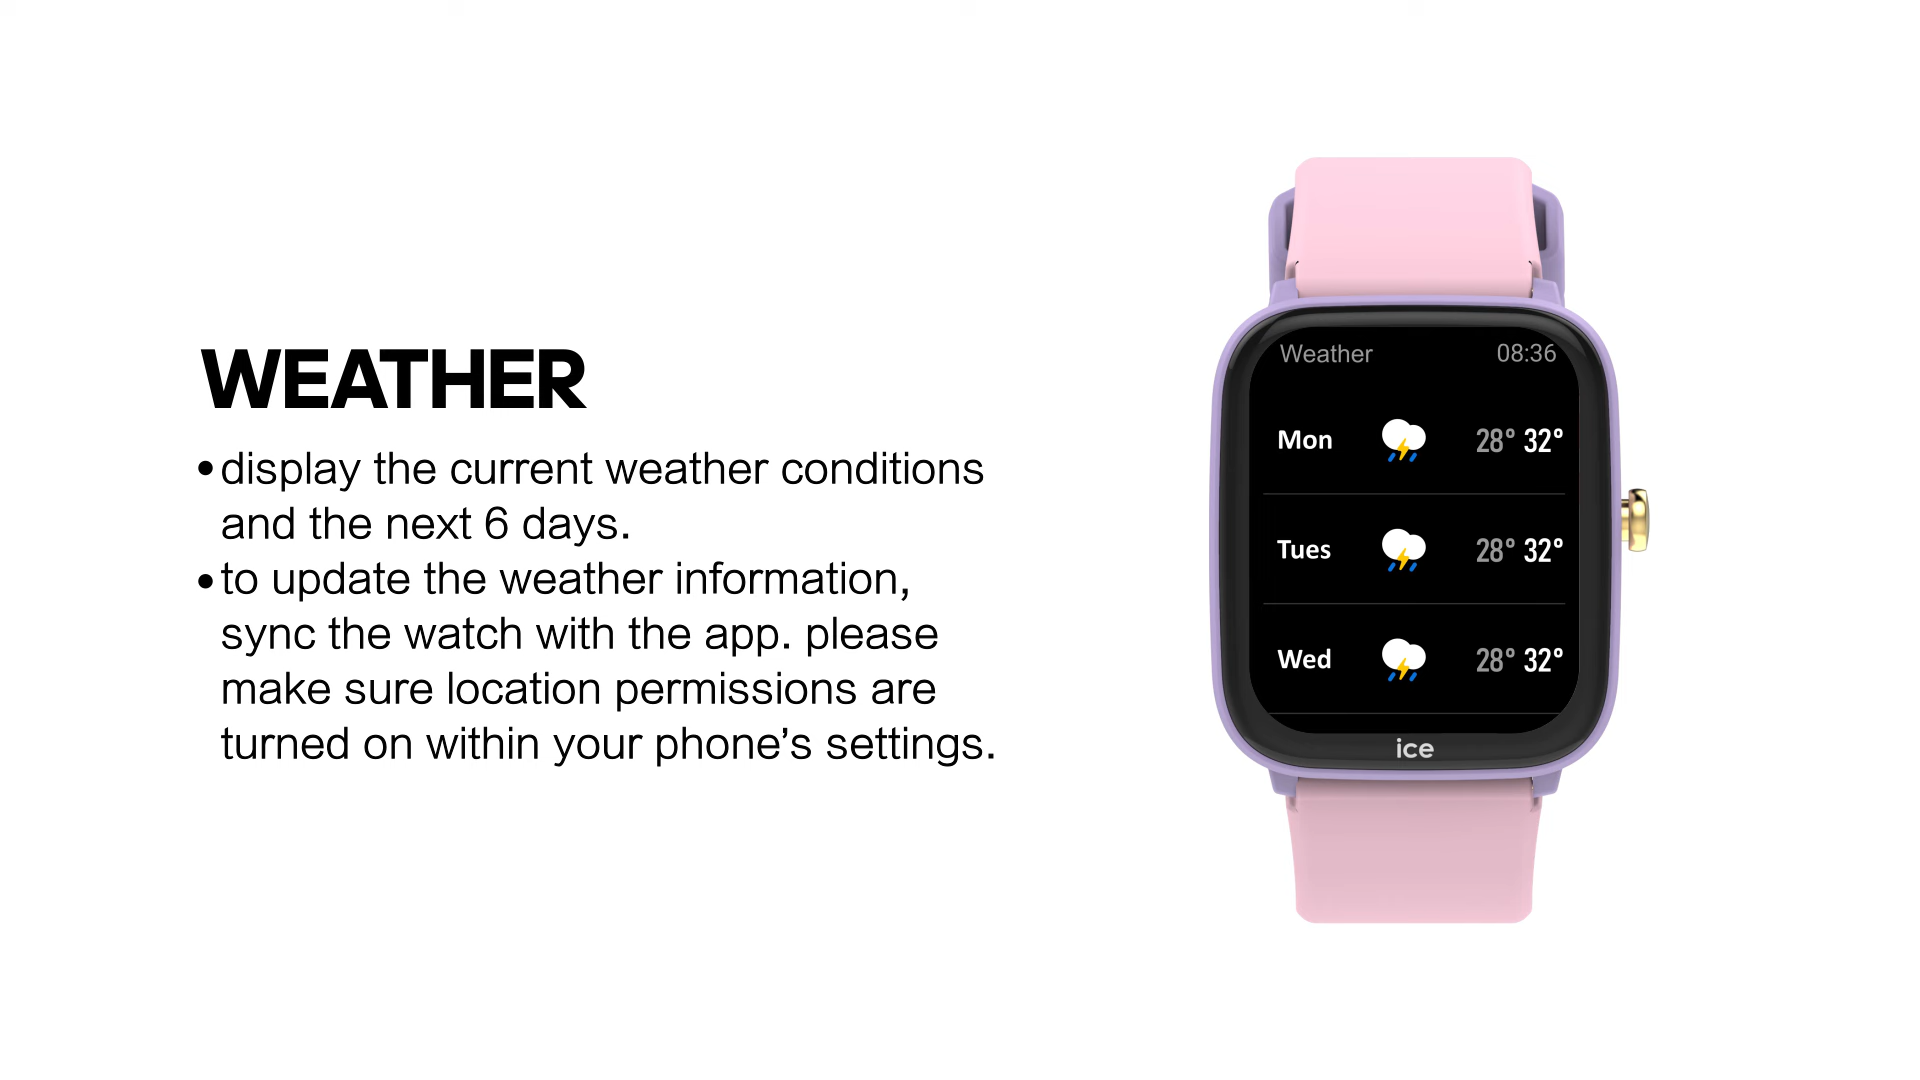 WEATHER
•display the current weather conditions
and the next 6 days.
•to update the weather information,
sync the watch with the app. please
make sure location permissions are
turned on within your phone’s settings.
Weather 08:36
Mon 28° 32°
Tues 28° 32°
Wed 28° 32°
ice